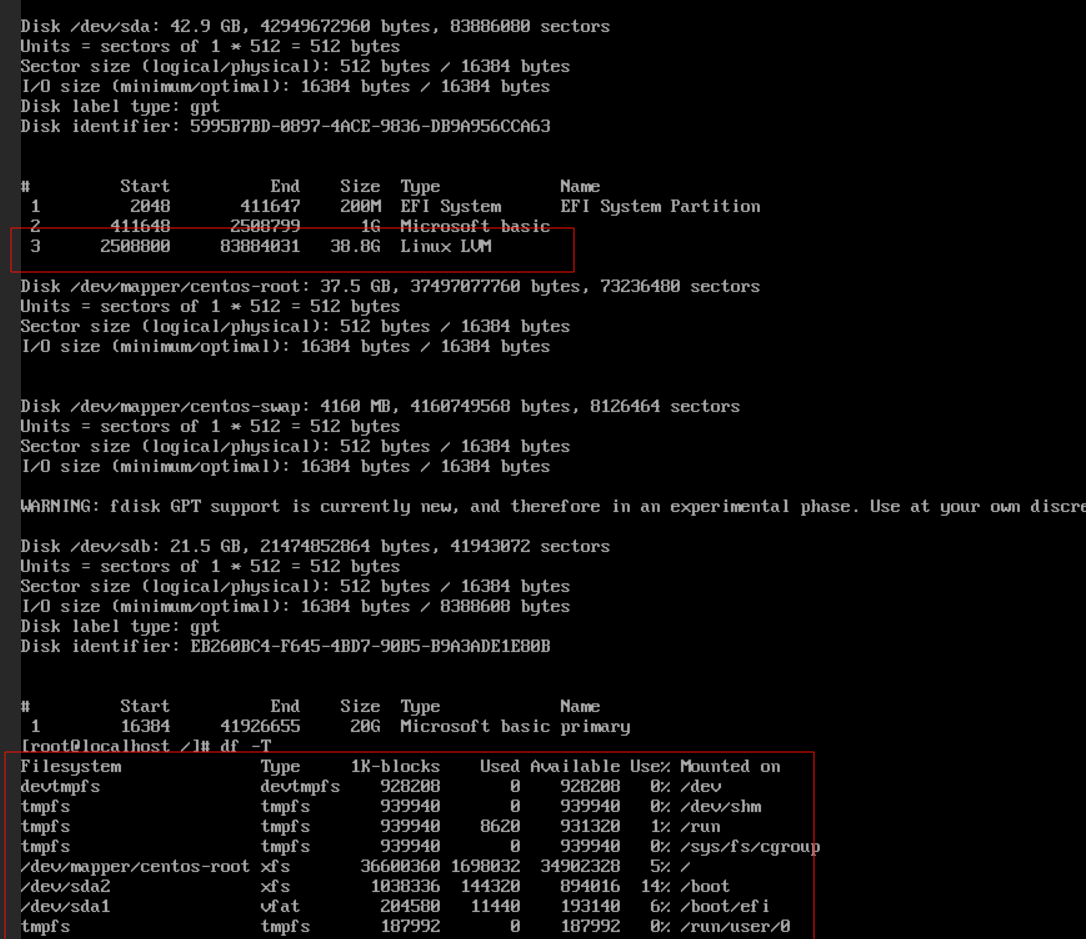 Disk /dev/sda: 42.9 GB, 42949672960 bytes, 83886080 sectors
Units = sectors of 1 * 512 = 512 bytes
Sector size (logical/physical): 512 bytes / 16384 bytes
I/O size (minimum/optimal): 16384 bytes / 16384 bytes
Disk label type: gpt
Disk identifier: 5995B7BD-0897-4ACE-9836-DB9A956CCA63
#         Start          End    Size  Type            Name
1         2048       411647    200M  EFI System      EFI System Partition
2       411648      2508799      1G  Microsoft basic
3      2508800     83884031   38.8G  Linux LVM
Disk /dev/mapper/centos-root: 37.5 GB, 37497077760 bytes, 73236480 sectors
Units = sectors of 1 * 512 = 512 bytes
Sector size (logical/physical): 512 bytes / 16384 bytes
I/O size (minimum/optimal): 16384 bytes / 16384 bytes
Disk /dev/mapper/centos-swap: 4160 MB, 4160749568 bytes, 8126464 sectors
Units = sectors of 1 * 512 = 512 bytes
Sector size (logical/physical): 512 bytes / 16384 bytes
I/O size (minimum/optimal): 16384 bytes / 16384 bytes
WARNING: fdisk GPT support is currently new, and therefore in an experimental phase. Use at your own discre
Disk /dev/sdb: 21.5 GB, 21474852864 bytes, 41943072 sectors
Units = sectors of 1 * 512 = 512 bytes
Sector size (logical/physical): 512 bytes / 16384 bytes
I/O size (minimum/optimal): 16384 bytes / 8388608 bytes
Disk label type: gpt
Disk identifier: EB260BC4-F645-4BD7-90B5-B9A3ADE1E80B
#         Start          End    Size  Type            Name
1        16384     41926655     20G  Microsoft basic primary
[root@localhost /]# df -T
Filesystem              Type     1K-blocks    Used Available Use% Mounted on
devtmpfs                devtmpfs    928208       0    928208   0% /dev
tmpfs                   tmpfs       939940       0    939940   0% /dev/shm
tmpfs                   tmpfs       939940    8620    931320   1% /run
tmpfs                   tmpfs       939940       0    939940   0% /sys/fs/cgroup
/dev/mapper/centos-root xfs       36600360 1698032  34902328   5% /
/dev/sda2               xfs        1038336  144320    894016  14% /boot
/dev/sda1               vfat        204580   11440    193140   6% /boot/efi
tmpfs                   tmpfs       187992       0    187992   0% /run/user/0